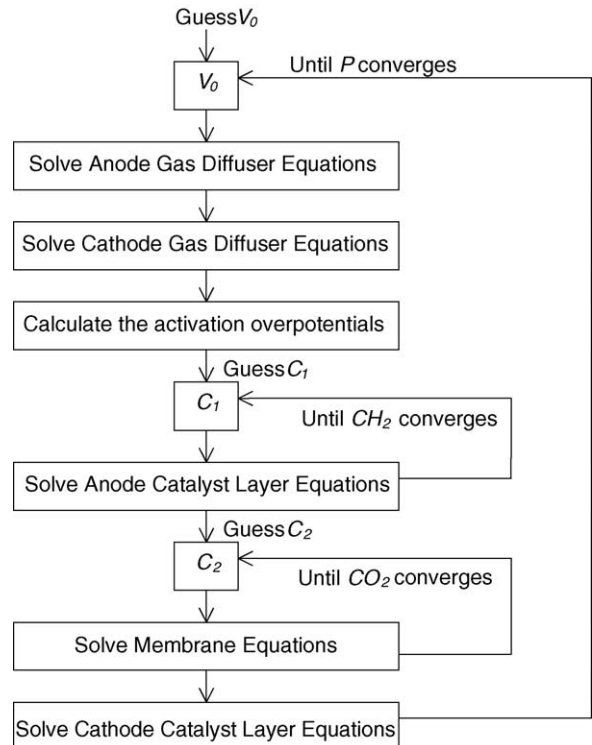 Guess V0
Until P converges
V0
Solve Anode Gas Diffuser Equations
Solve Cathode Gas Diffuser Equations
Calculate the activation overpotentials
Guess C1
C1
Until CH2 converges
Solve Anode Catalyst Layer Equations
Guess C2
C2
Until CO2 converges
Solve Membrane Equations
Solve Cathode Catalyst Layer Equations